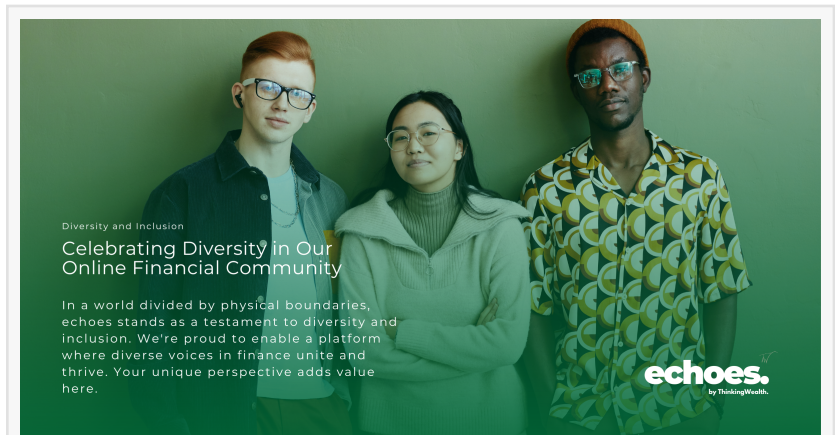 Diversity and Inclusion
Celebrating Diversity in Our
Online Financial Community
In a world divided by physical boundaries,
echoes stands as a testament to diversity and
inclusion. We're proud to enable a platform
where diverse voices in finance unite and
thrive. Your unique perspective adds value
here.
echoes.
by ThinkingWealth.